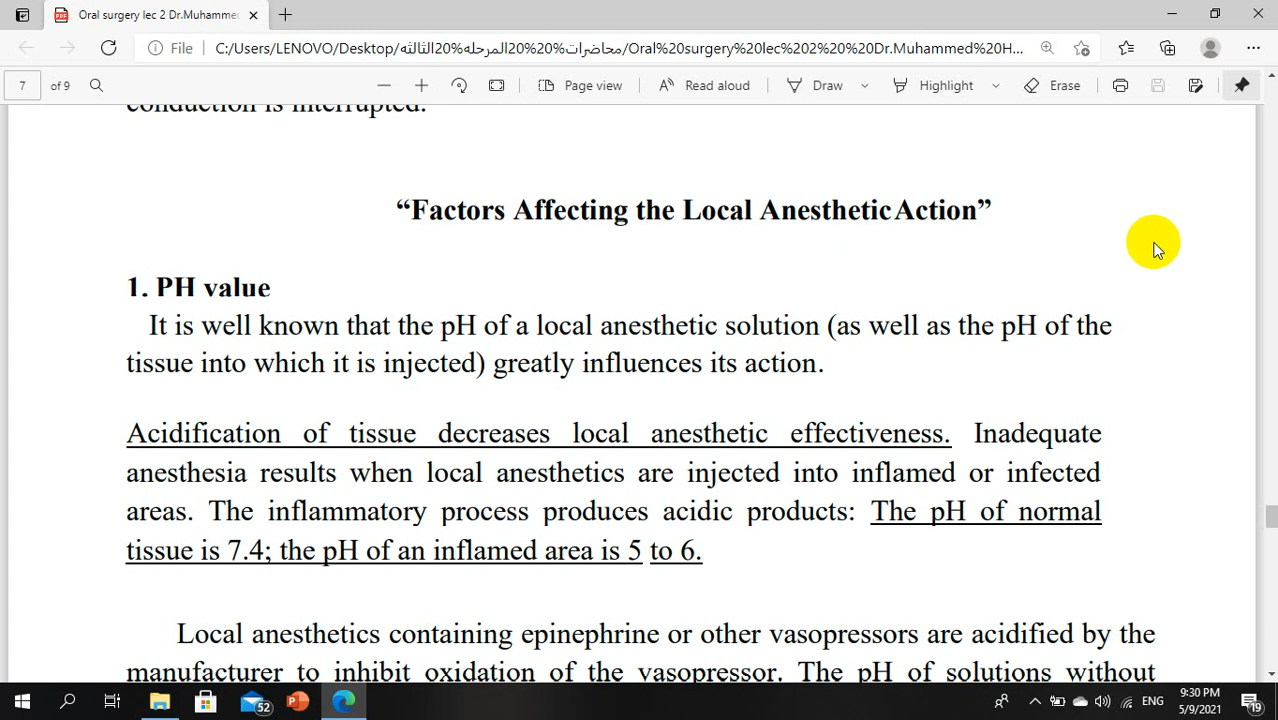 Oral surgery lec 2 Dr.Muhamme
File
C:/Users/LENOVO/Desktop/محاضرات%20%20المرحله%20الثالثه/Oral%20surgery%20lec%202%20%20Dr.Muhammed%20H...
7 of 9
Page view
Read aloud
Draw
Highlight
Erase
conduction is interrupted.
“Factors Affecting the Local Anesthetic Action”
1. PH value
It is well known that the pH of a local anesthetic solution (as well as the pH of the
tissue into which it is injected) greatly influences its action.
Acidification of tissue decreases local anesthetic effectiveness. Inadequate
anesthesia results when local anesthetics are injected into inflamed or infected
areas. The inflammatory process produces acidic products: The pH of normal
tissue is 7.4; the pH of an inflamed area is 5 to 6.
Local anesthetics containing epinephrine or other vasopressors are acidified by the
manufacturer to inhibit oxidation of the vasopressor. The pH of solutions without
52
ENG
9:30 PM
5/9/2021
19